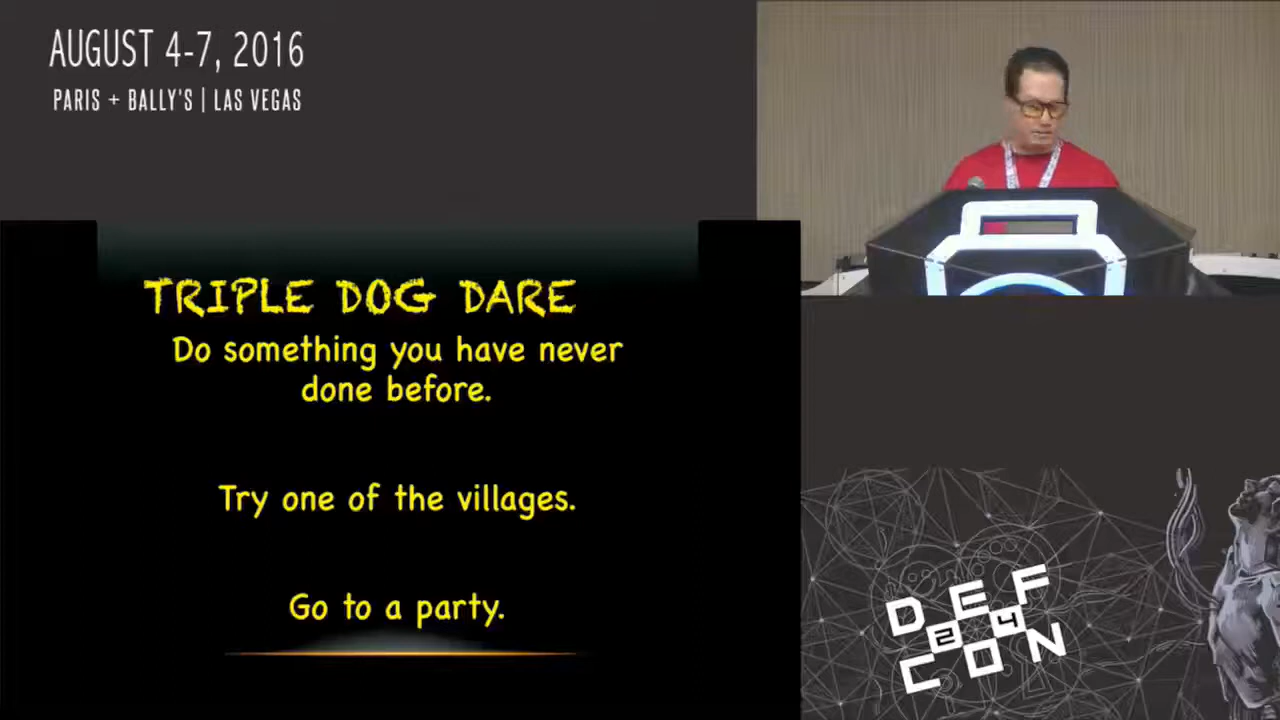 AUGUST 4-7, 2016
PARIS + BALLY'S | LAS VEGAS
TRIPLE DOG DARE
Do something you have never
done before.
Try one of the villages.
Go to a party.
DEF
24
CON